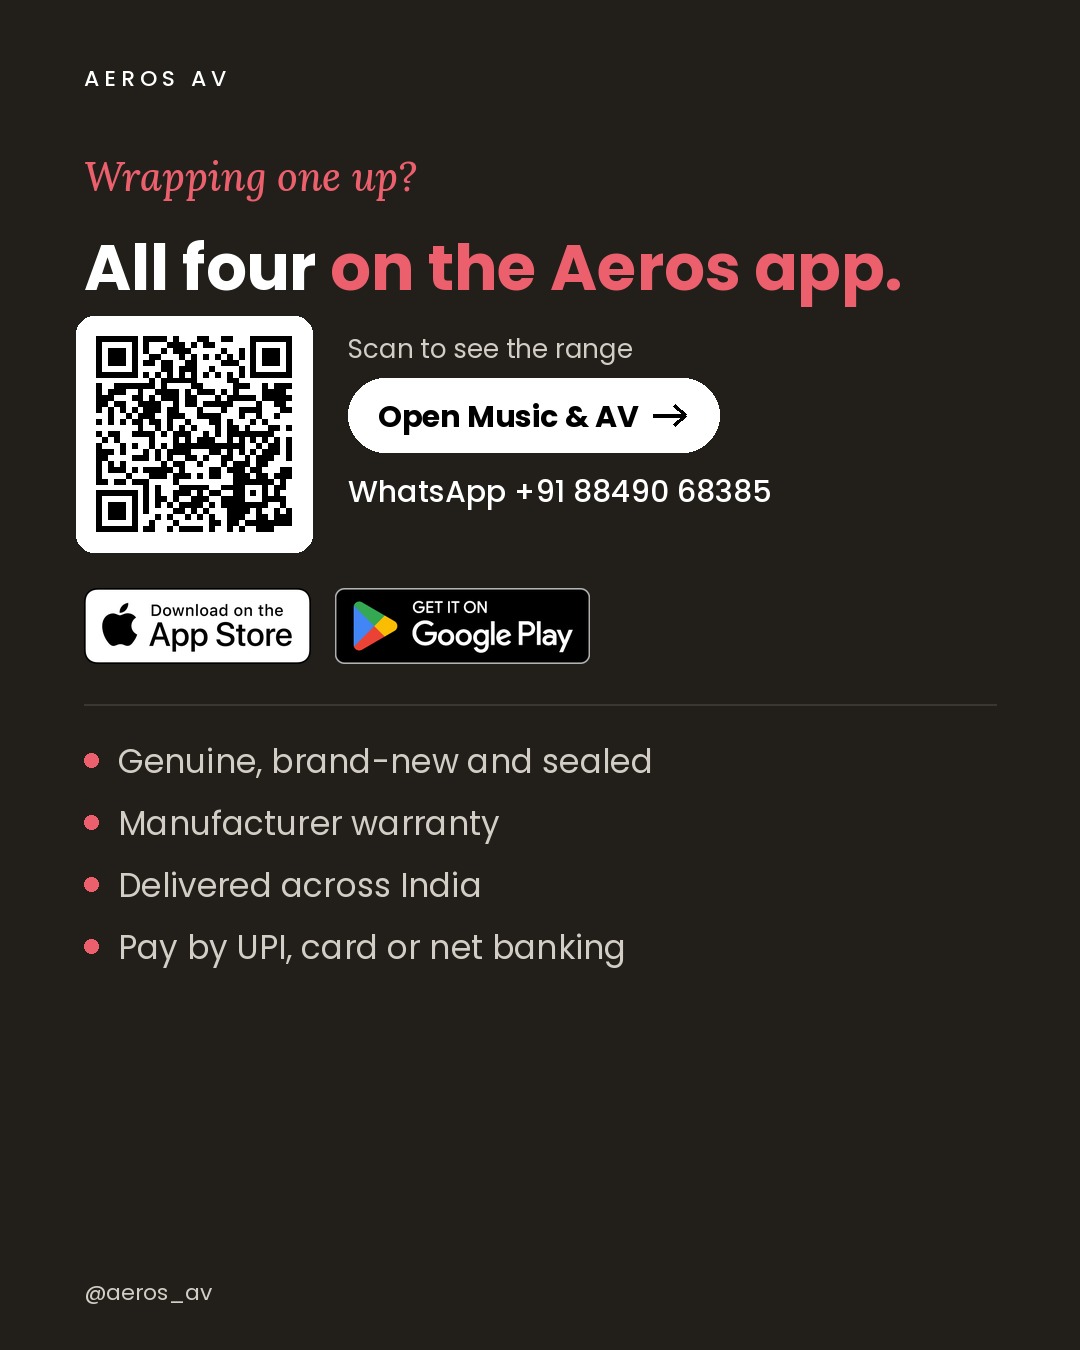 AEROS AV
Wrapping one up?
All four on the Aeros app.
Scan to see the range
Open Music & AV →
WhatsApp +91 88490 68385
Download on the
App Store
GET IT ON
Google Play
Genuine, brand-new and sealed
Manufacturer warranty
Delivered across India
Pay by UPI, card or net banking
@aeros_av